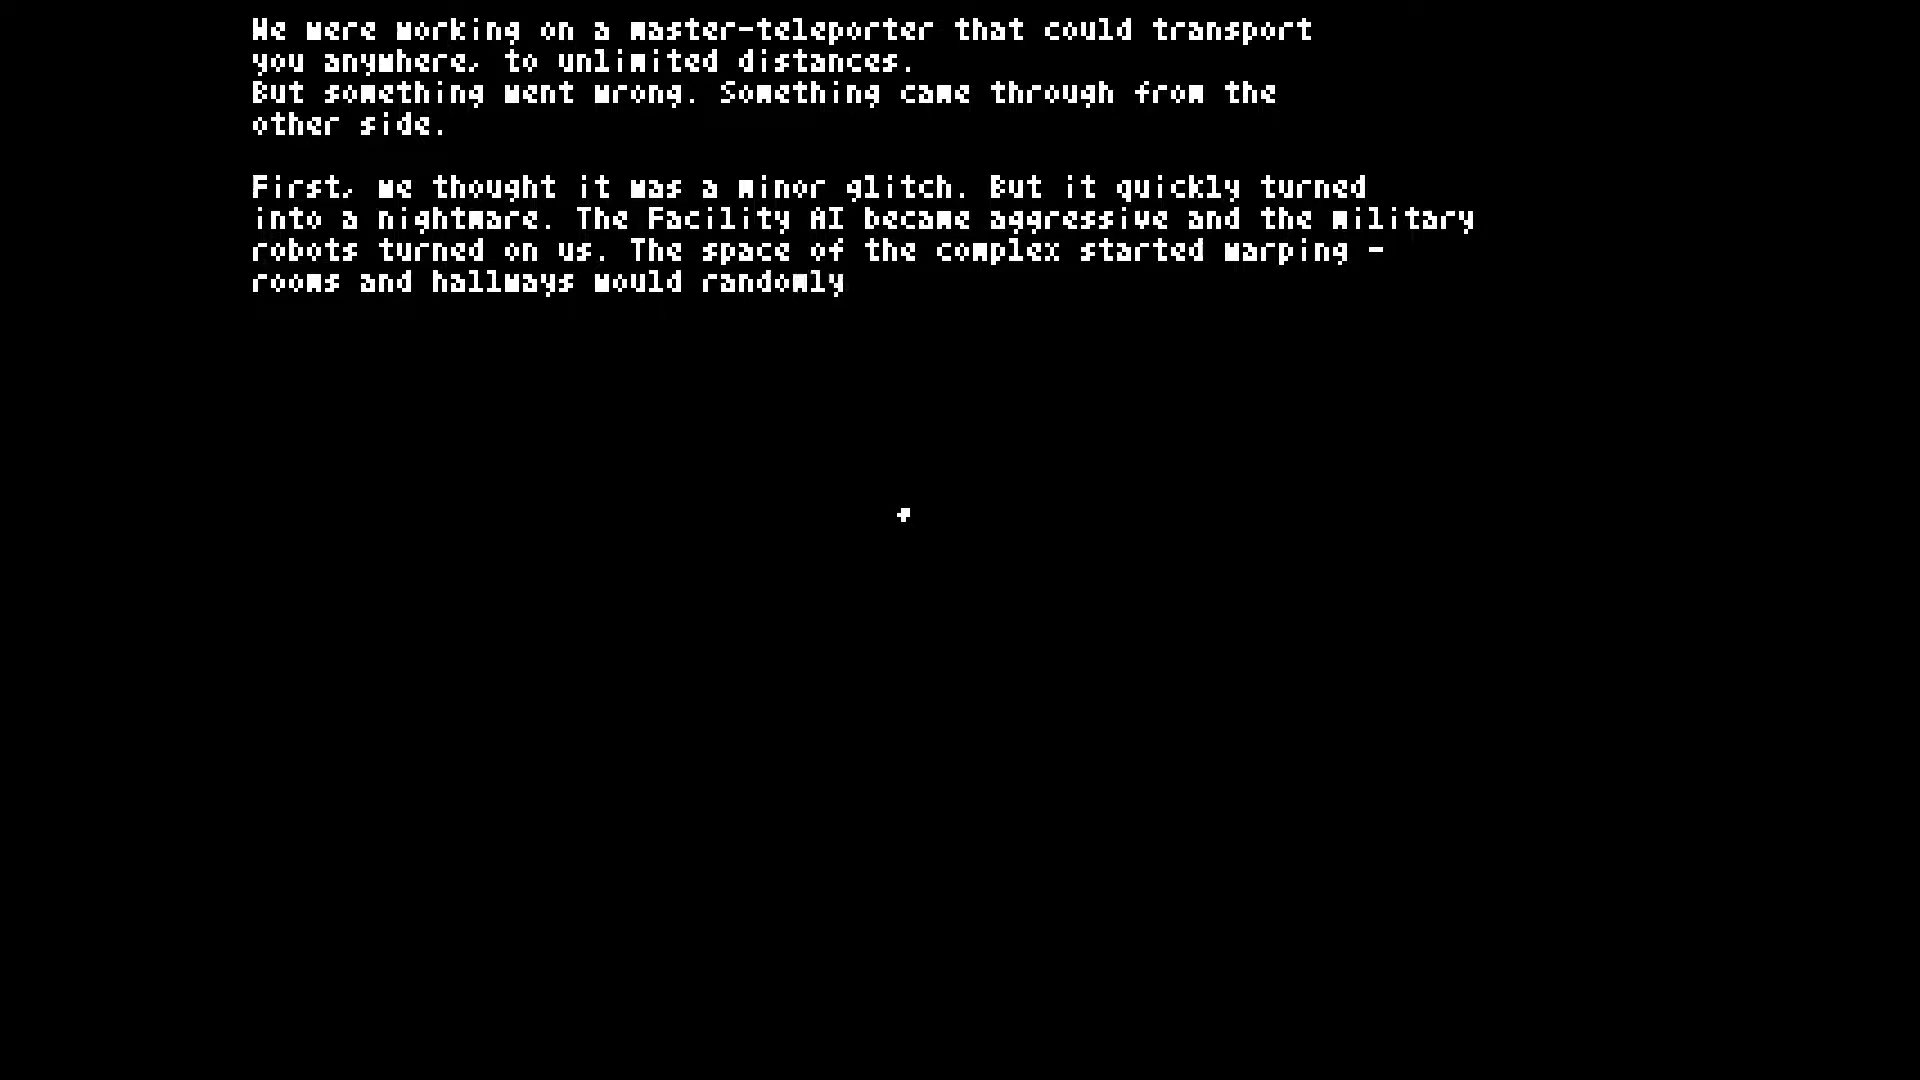 We were working on a master-teleporter that could transport
you anywhere, to unlimited distances.
But something went wrong. Something came through from the
other side.
First, we thought it was a minor glitch. But it quickly turned
into a nightmare. The Facility AI became aggressive and the military
robots turned on us. The space of the complex started warping -
rooms and hallways would randomly